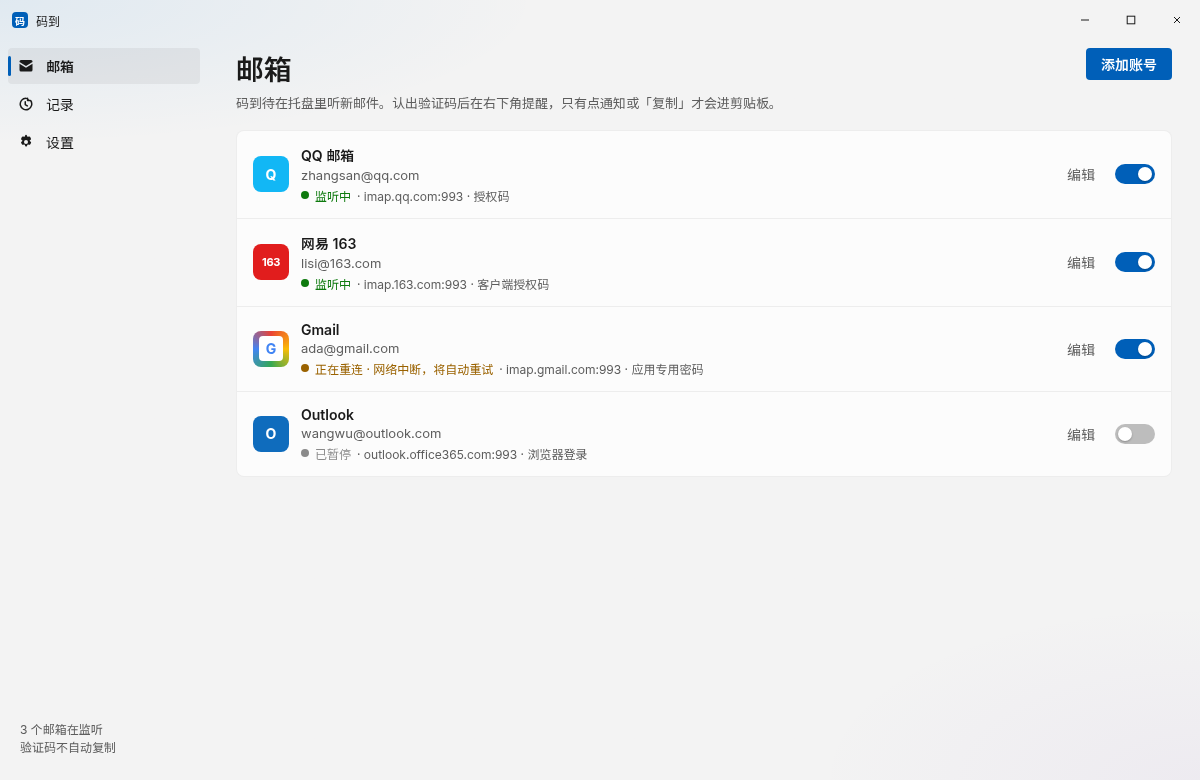 码 码到
邮箱
记录
设置
邮箱
添加账号
码到待在托盘里听新邮件。认出验证码后在右下角提醒，只有点通知或「复制」才会进剪贴板。
Q
QQ 邮箱
zhangsan@qq.com
监听中 · imap.qq.com:993 · 授权码
编辑
163
网易 163
lisi@163.com
监听中 · imap.163.com:993 · 客户端授权码
编辑
G
Gmail
ada@gmail.com
正在重连 · 网络中断，将自动重试 · imap.gmail.com:993 · 应用专用密码
编辑
O
Outlook
wangwu@outlook.com
已暂停 · outlook.office365.com:993 · 浏览器登录
编辑
3 个邮箱在监听
验证码不自动复制